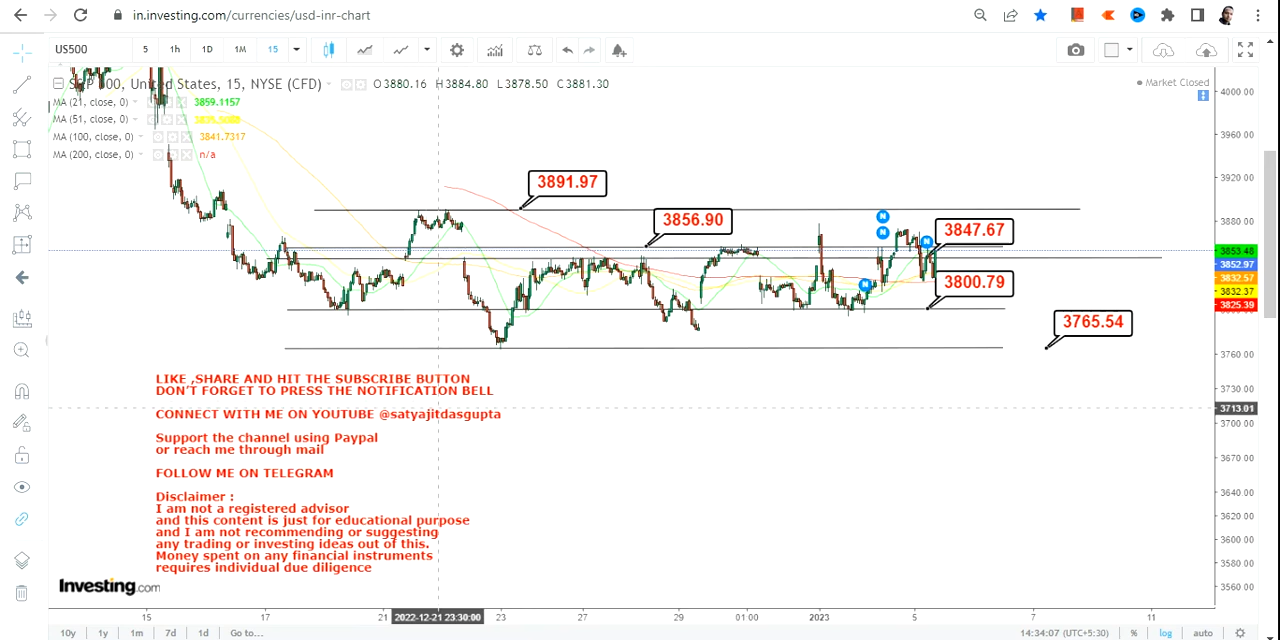 in.investing.com/currencies/usd-inr-chart
US500 5 1h 1D 1M 15
S&P 500, United States, 15, NYSE (CFD) O3880.16 H3884.80 L3878.50 C3881.30
Market Closed
MA (21, close, 0) 3859.1157
MA (51, close, 0)
MA (100, close, 0) 3841.7317
MA (200, close, 0) n/a
3891.97
3856.90
3847.67
3800.79
3765.54
4000.00
3960.00
3920.00
3880.00
3853.48
3852.97
3832.57
3832.37
3825.39
3760.00
3730.00
3713.01
3700.00
3670.00
3640.00
3620.00
3600.00
3580.00
3560.00
LIKE ,SHARE AND HIT THE SUBSCRIBE BUTTON
DON'T FORGET TO PRESS THE NOTIFICATION BELL
CONNECT WITH ME ON YOUTUBE @satyajitdasgupta
Support the channel using Paypal
or reach me through mail
FOLLOW ME ON TELEGRAM
Disclaimer :
I am not a registered advisor
and this content is just for educational purpose
and I am not recommending or suggesting
any trading or investing ideas out of this.
Money spent on any financial instruments
requires individual due diligence
Investing.com
15 17 21 2022-12-21 23:30:00 23 27 29 01:00 2023 5 7 11
10y 1y 1m 7d 1d Go to... 14:34:07 (UTC+5:30) % log auto